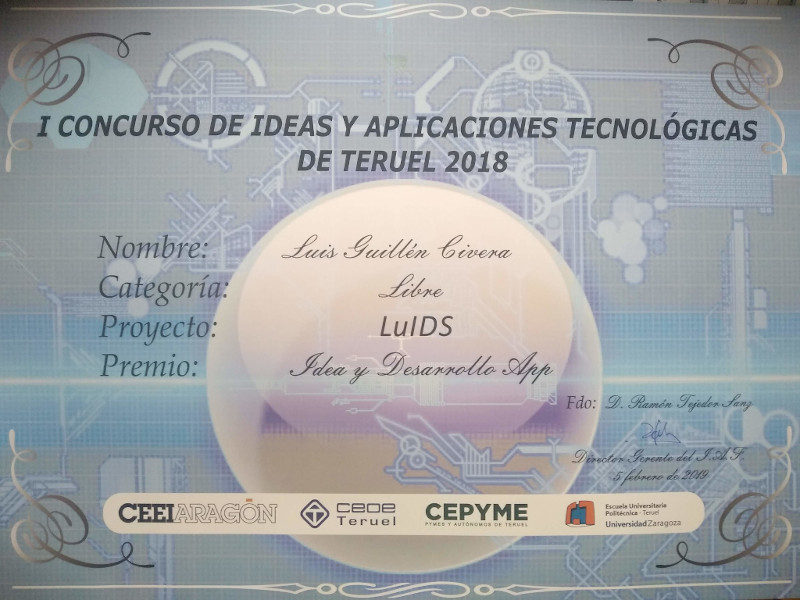 I CONCURSO DE IDEAS Y APLICACIONES TECNOLÓGICAS
DE TERUEL 2018
Nombre: Luis Guillén Civera
Categoría: Libre
Proyecto: LuIDS
Premio: Idea y Desarrollo App
Fdo: D. Ramón Tejedor Sanz
Director Gerente del I.A.F.
5 febrero de 2019
CEEIARAGÓN
ceoe
Teruel
CEPYME
PYMES Y AUTÓNOMOS DE TERUEL
Escuela Universitaria
Politécnica - Teruel
Universidad Zaragoza